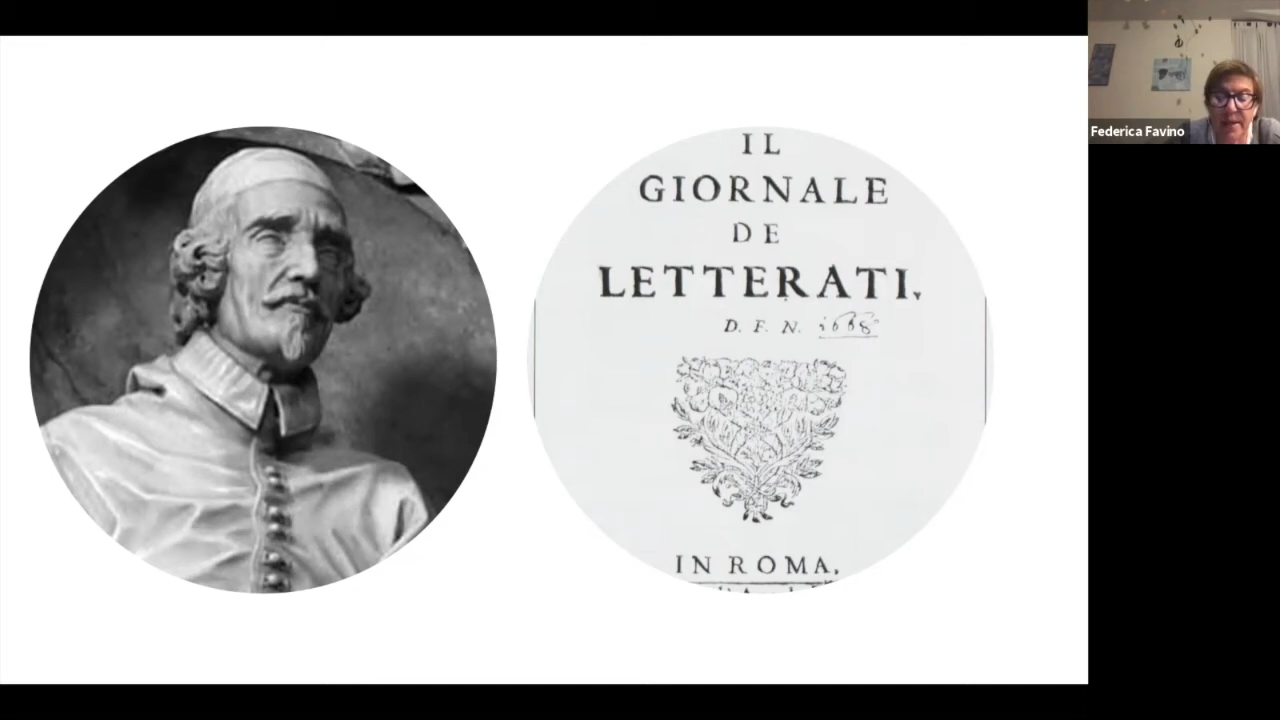 IL
GIORNALE
DE
LETTERATI,
D. F. N. 1668
IN ROMA,
Federica Favino